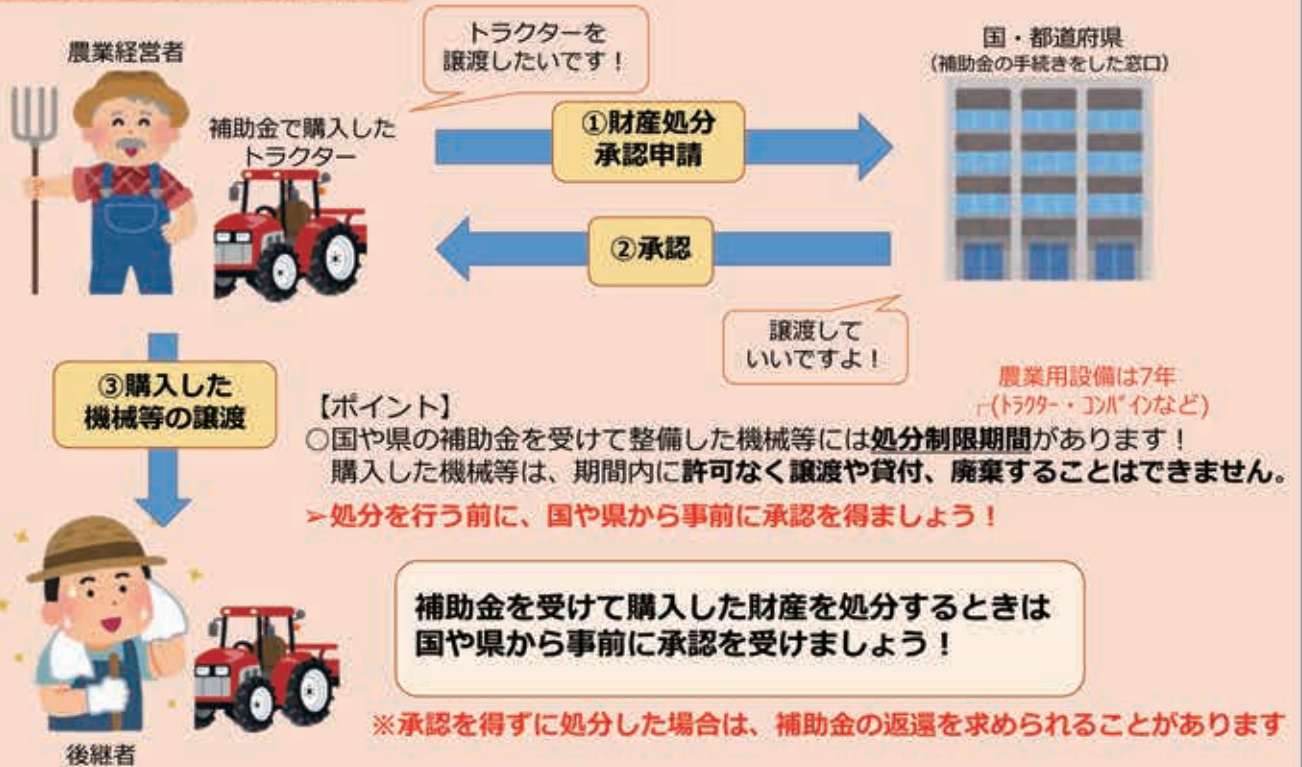 農業経営者
トラクターを
譲渡したいです！
国・都道府県
（補助金の手続きをした窓口）
補助金で購入した
トラクター
①財産処分
承認申請
②承認
譲渡して
いいですよ！
③購入した
機械等の譲渡
農業用設備は7年
(ﾄﾗｸﾀｰ・ｺﾝﾊﾞｲﾝなど)
【ポイント】
○国や県の補助金を受けて整備した機械等には処分制限期間があります！
購入した機械等は、期間内に許可なく譲渡や貸付、廃棄することはできません。
➢処分を行う前に、国や県から事前に承認を得ましょう！
補助金を受けて購入した財産を処分するときは
国や県から事前に承認を受けましょう！
※承認を得ずに処分した場合は、補助金の返還を求められることがあります
後継者